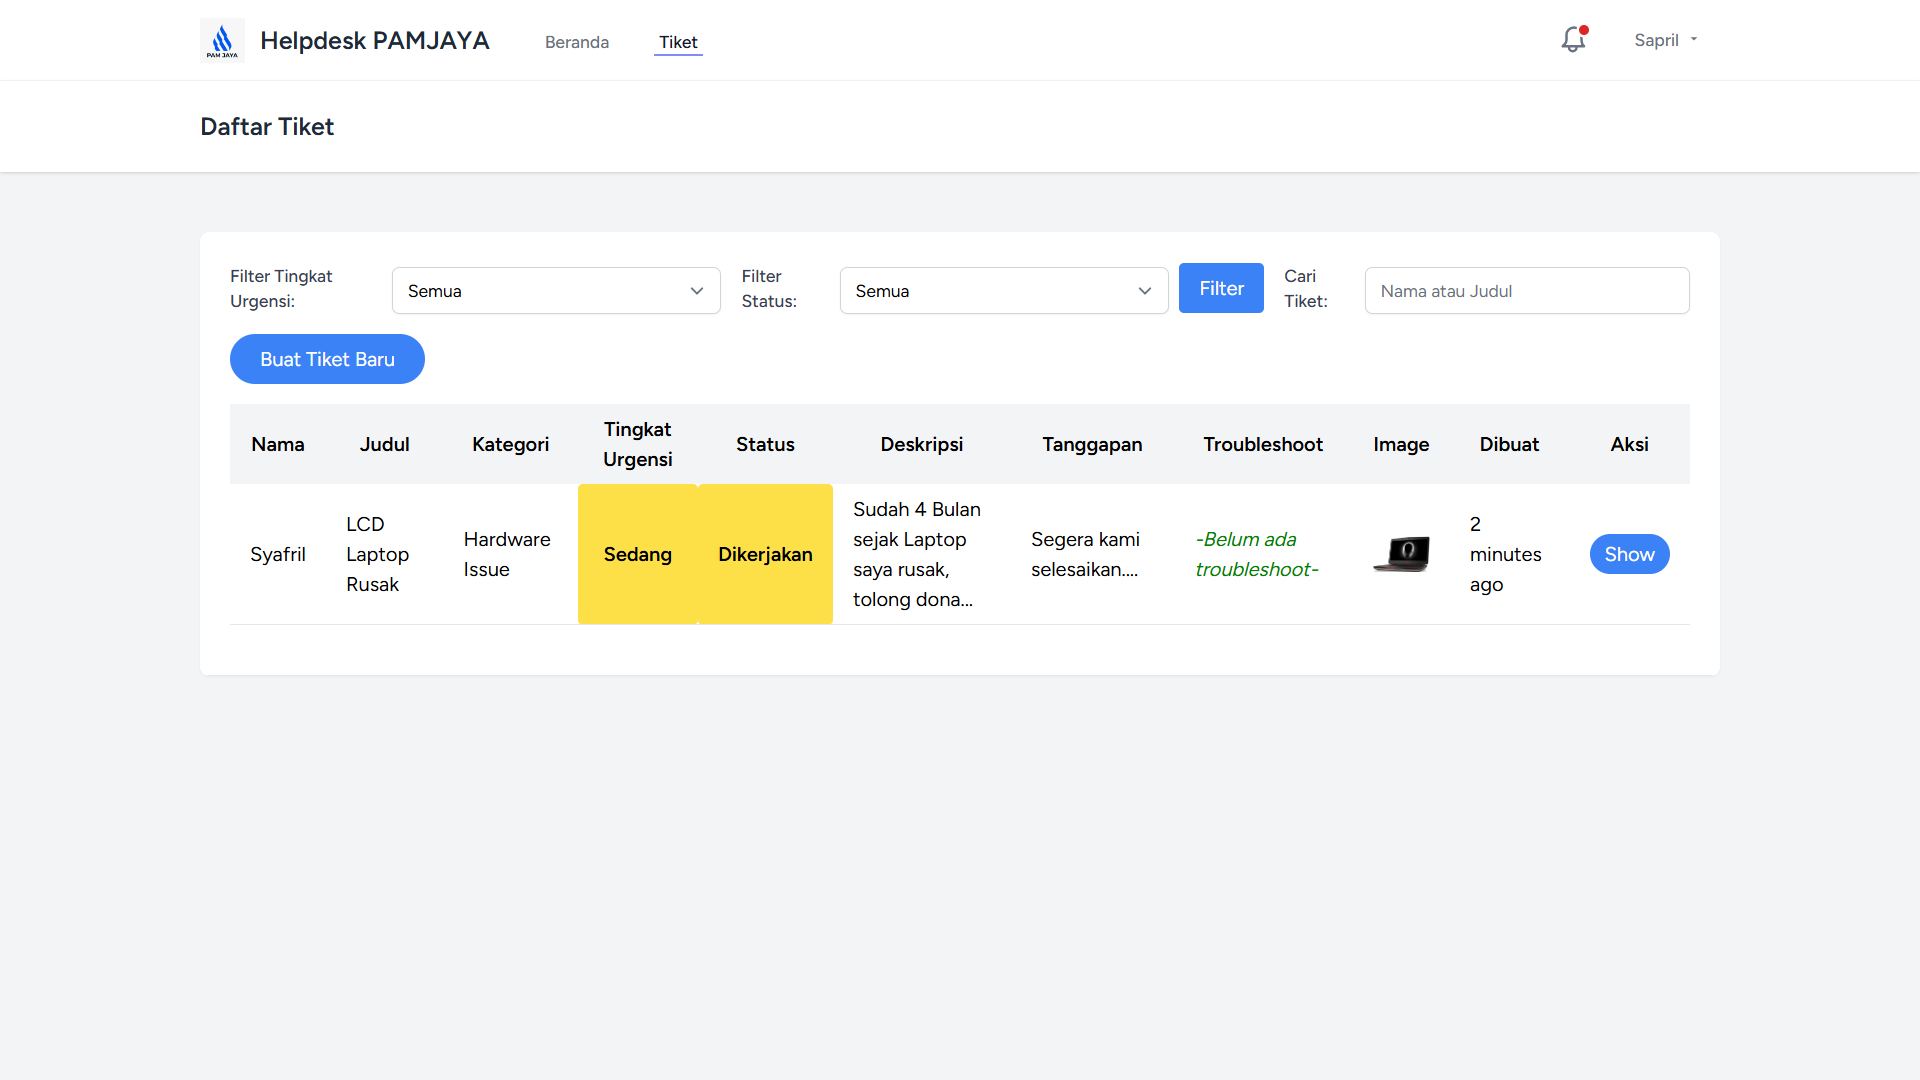 PAM JAYA
Helpdesk PAMJAYA
Beranda
Tiket
Sapril
Daftar Tiket
Filter Tingkat
Urgensi:
Semua
Filter
Status:
Semua
Filter
Cari
Tiket:
Nama atau Judul
Buat Tiket Baru
Nama
Judul
Kategori
Tingkat
Urgensi
Status
Deskripsi
Tanggapan
Troubleshoot
Image
Dibuat
Aksi
Syafril
LCD
Laptop
Rusak
Hardware
Issue
Sedang
Dikerjakan
Sudah 4 Bulan
sejak Laptop
saya rusak,
tolong dona...
Segera kami
selesaikan....
-Belum ada
troubleshoot-
2
minutes
ago
Show